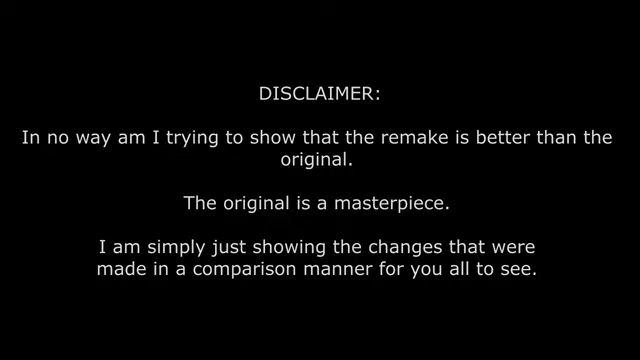 DISCLAIMER:
In no way am I trying to show that the remake is better than the
original.
The original is a masterpiece.
I am simply just showing the changes that were
made in a comparison manner for you all to see.